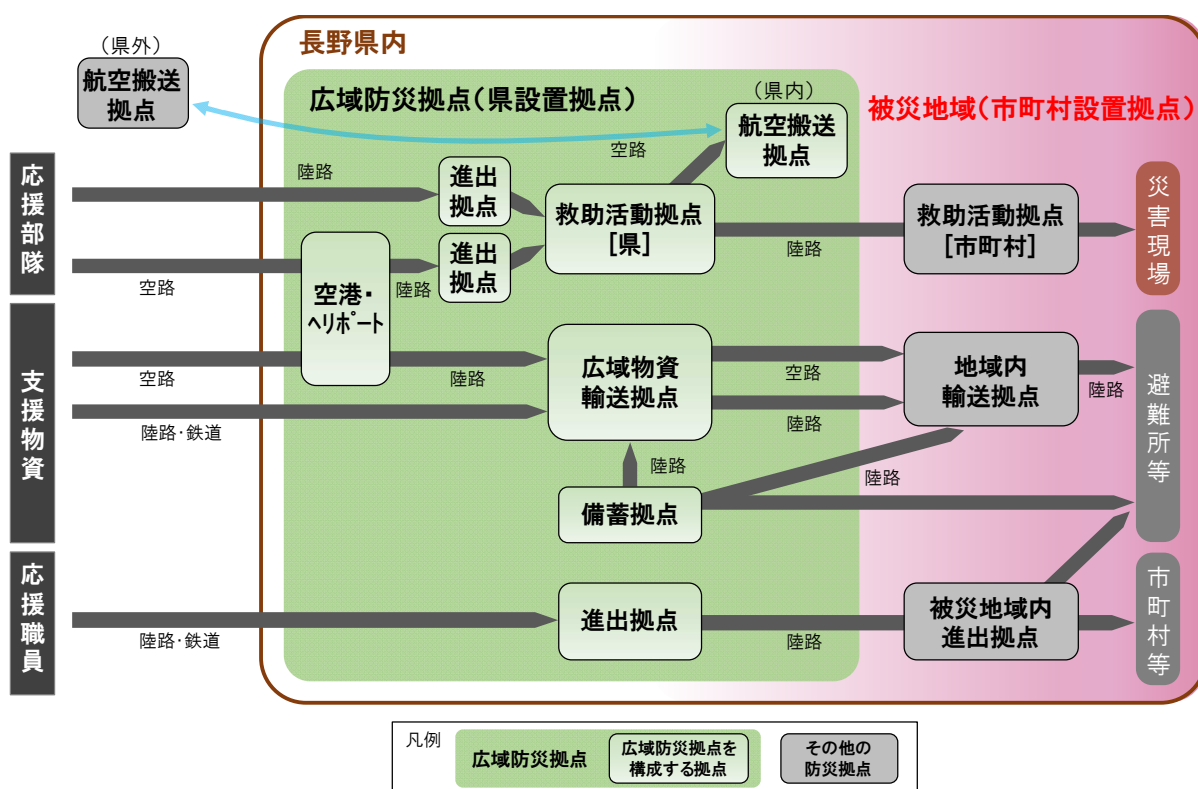 (県外)
航空搬送
拠点
長野県内
広域防災拠点(県設置拠点)
(県内)
航空搬送
拠点
被災地域(市町村設置拠点)
応援部隊
陸路
空路
進出
拠点
空路
陸路
進出
拠点
空港・
ヘリポート
救助活動拠点
[県]
陸路
救助活動拠点
[市町村]
災害現場
支援物資
空路
陸路
陸路・鉄道
広域物資
輸送拠点
空路
陸路
地域内
輸送拠点
陸路
避難所等
陸路
備蓄拠点
陸路
応援職員
陸路・鉄道
進出拠点
陸路
被災地域内
進出拠点
市町村等
凡例
広域防災拠点
広域防災拠点を
構成する拠点
その他の
防災拠点